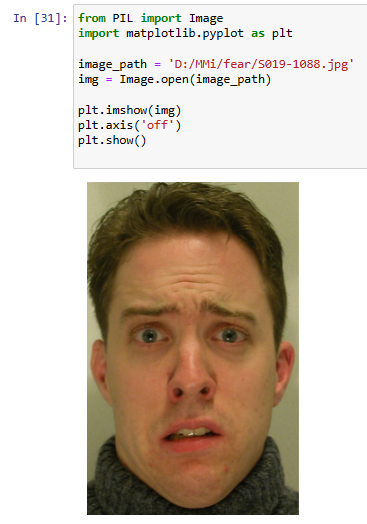 In [31]: from PIL import Image
import matplotlib.pyplot as plt
image_path = 'D:/MMi/fear/S019-1088.jpg'
img = Image.open(image_path)
plt.imshow(img)
plt.axis('off')
plt.show()